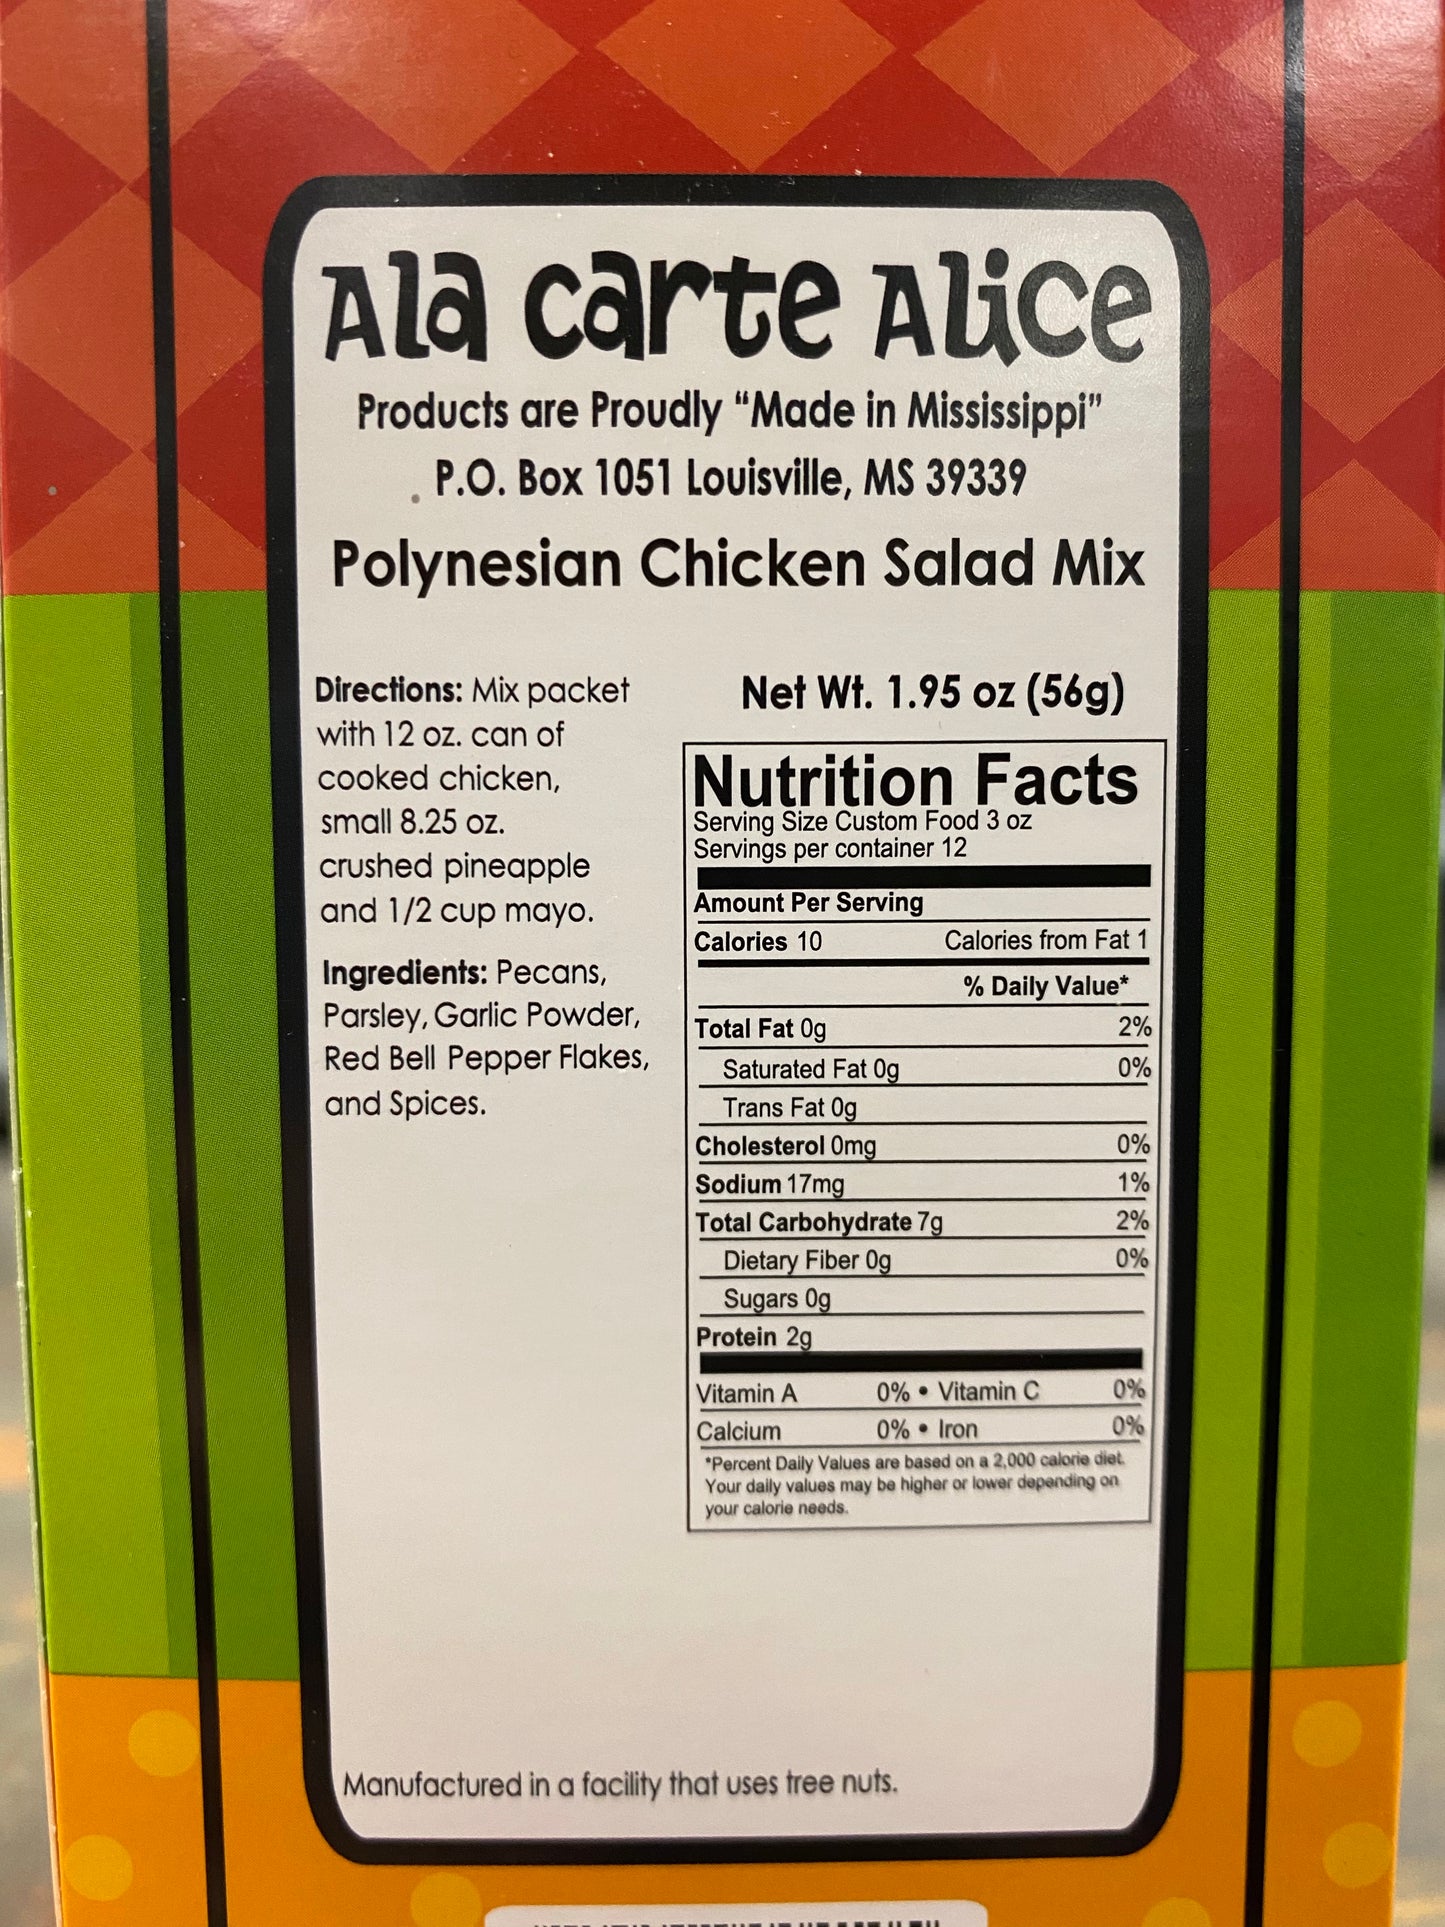 Ala carte Alice
Products are Proudly “Made in Mississippi”
P.O. Box 1051 Louisville, MS 39339
Polynesian Chicken Salad Mix
Directions: Mix packet
with 12 oz. can of
cooked chicken,
small 8.25 oz.
crushed pineapple
and 1/2 cup mayo.
Ingredients: Pecans,
Parsley, Garlic Powder,
Red Bell Pepper Flakes,
and Spices.
Net Wt. 1.95 oz (56g)
Nutrition Facts
Serving Size Custom Food 3 oz
Servings per container 12
Amount Per Serving
Calories 10 Calories from Fat 1
% Daily Value*
Total Fat 0g 2%
Saturated Fat 0g 0%
Trans Fat 0g
Cholesterol 0mg 0%
Sodium 17mg 1%
Total Carbohydrate 7g 2%
Dietary Fiber 0g 0%
Sugars 0g
Protein 2g
Vitamin A 0% • Vitamin C 0%
Calcium 0% • Iron 0%
*Percent Daily Values are based on a 2,000 calorie diet.
Your daily values may be higher or lower depending on
your calorie needs.
Manufactured in a facility that uses tree nuts.